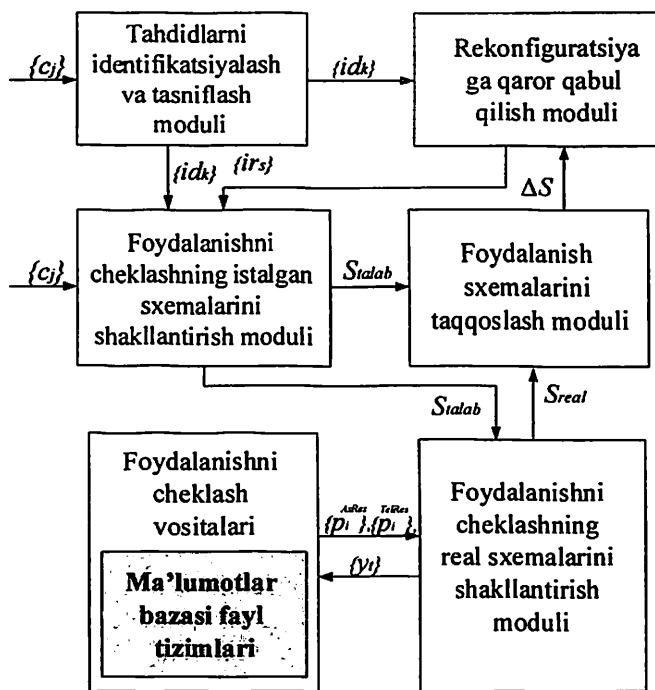 Tahdidlarni
identifikatsiyalash
va tasniflash
moduli
Rekonfiguratsiya
ga qaror qabul
qilish moduli
{cj}
{idk}
{idk}
{irs}
ΔS
Foydalanishni
cheklashning istalgan
sxemalarini
shakllantirish moduli
Foydalanish
sxemalarini
taqqoslash moduli
{cj}
Stalab
Stalab
Sreal
Foydalanishni
cheklash
vositalari
Ma'lumotlar
bazasi fayl
tizimlari
{pi AxRes},{pi TelRes},
{yt}
Foydalanishni
cheklashning
real sxemalarini
shakllantirish
moduli